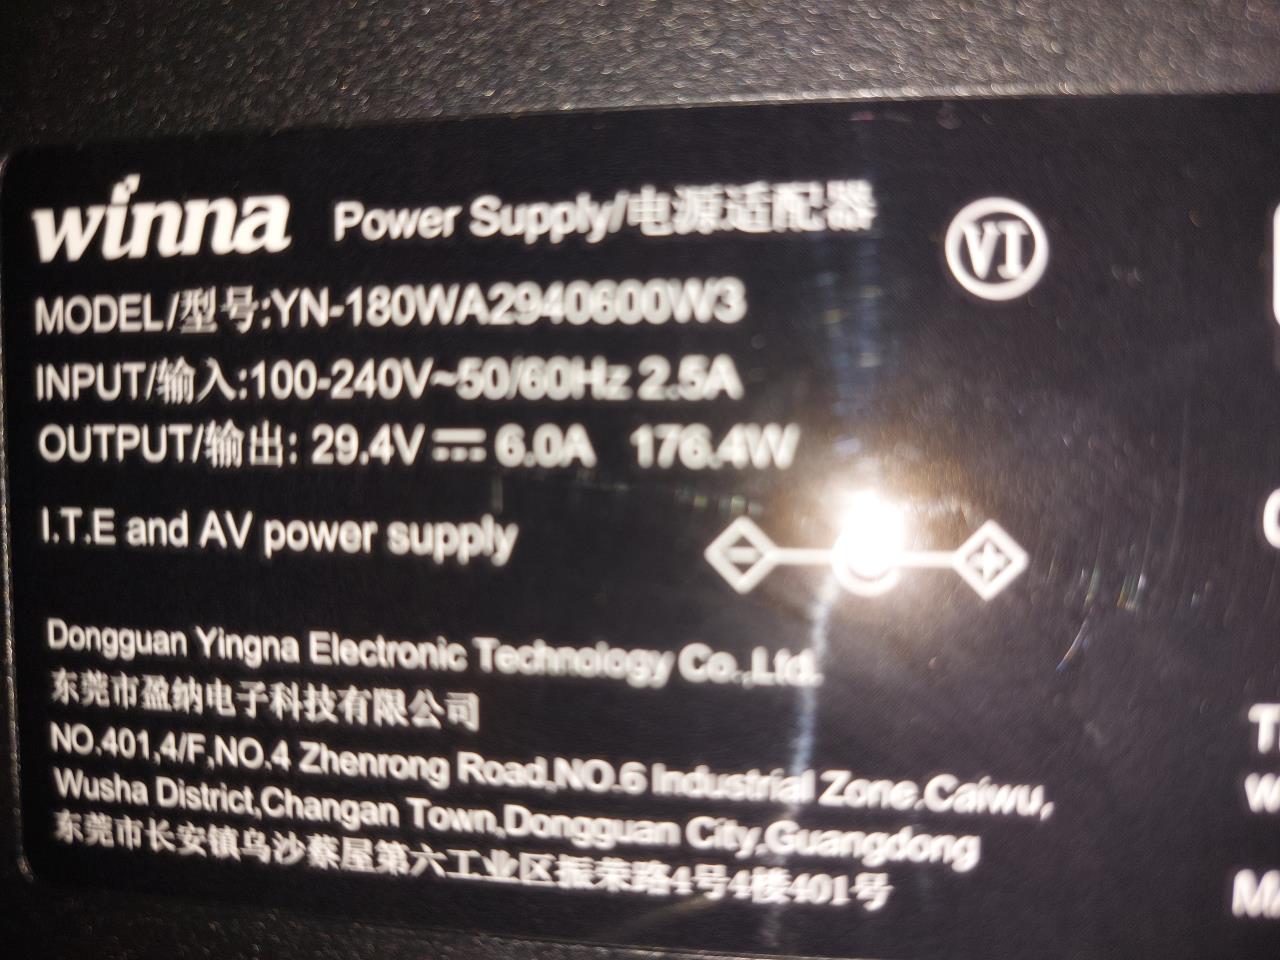 winna Power Supply/电源适配器 VI
MODEL/型号:YN-180WA2940600W3
INPUT/输入:100-240V~50/60Hz 2.5A
OUTPUT/输出: 29.4V⎓6.0A 176.4W
I.T.E and AV power supply
Dongguan Yingna Electronic Technology Co.,Ltd.
东莞市盈纳电子科技有限公司
NO.401,4/F,NO.4 Zhenrong Road,NO.6 Industrial Zone,Caiwu,
Wusha District,Changan Town,Dongguan City,Guangdong
东莞市长安镇乌沙蔡屋第六工业区振荣路4号4楼401号